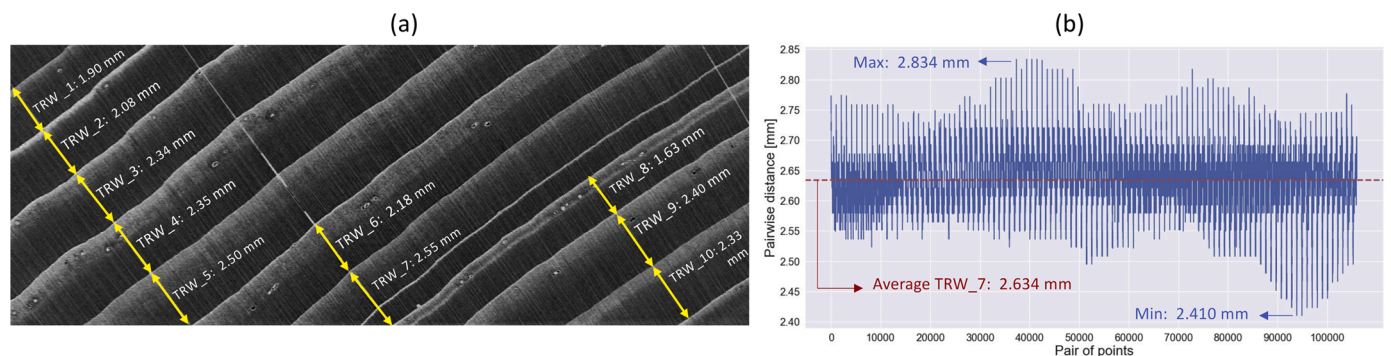 (a)
TRW_1: 1.90 mm
TRW_2: 2.08 mm
TRW_3: 2.34 mm
TRW_4: 2.35 mm
TRW_5: 2.50 mm
TRW_6: 2.18 mm
TRW_7: 2.55 mm
TRW_8: 1.63 mm
TRW_9: 2.40 mm
TRW_10: 2.33
mm
(b)
Pairwise distance [mm]
2.85
2.80
2.75
2.70
2.65
2.60
2.55
2.50
2.45
2.40
Max: 2.834 mm
Average TRW_7: 2.634 mm
Min: 2.410 mm
0 10000 20000 30000 40000 50000 60000 70000 80000 90000 100000
Pair of points